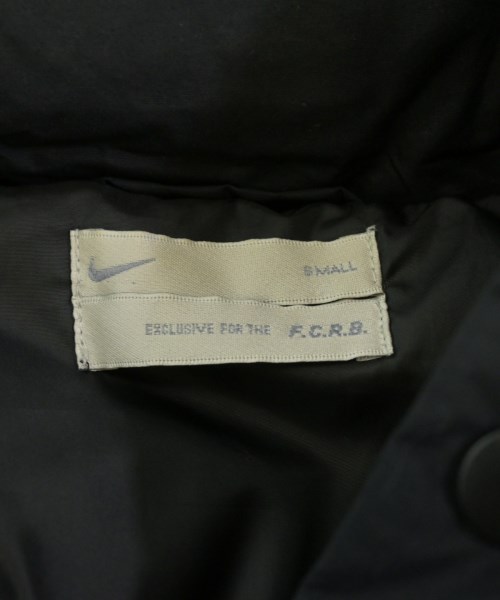 SMALL
EXCLUSIVE FOR THE F.C.R.B.